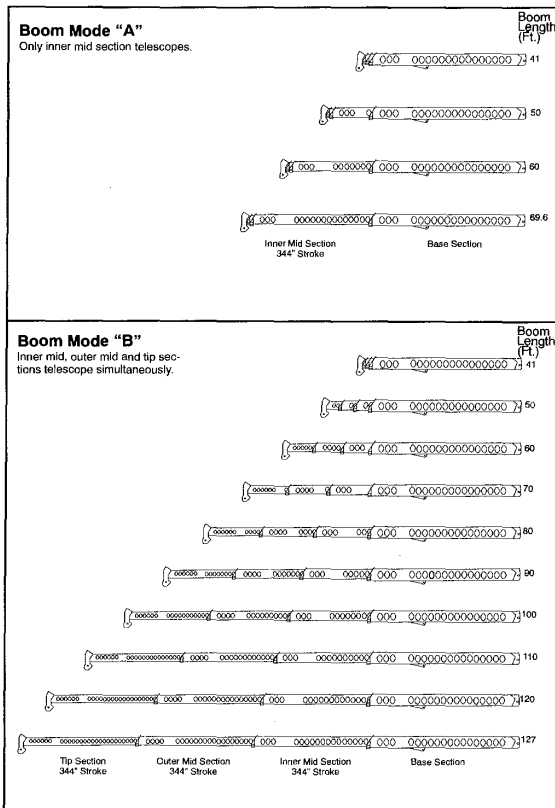 Boom Mode "A"
Only inner mid section telescopes.
Boom
Length
(Ft.)
41
50
60
69.6
Inner Mid Section
344" Stroke
Base Section
Boom Mode "B"
Inner mid, outer mid and tip sec-
tions telescope simultaneously.
Boom
Length
(Ft.)
41
50
60
70
80
90
100
110
120
127
Tip Section
344" Stroke
Outer Mid Section
344" Stroke
Inner Mid Section
344" Stroke
Base Section